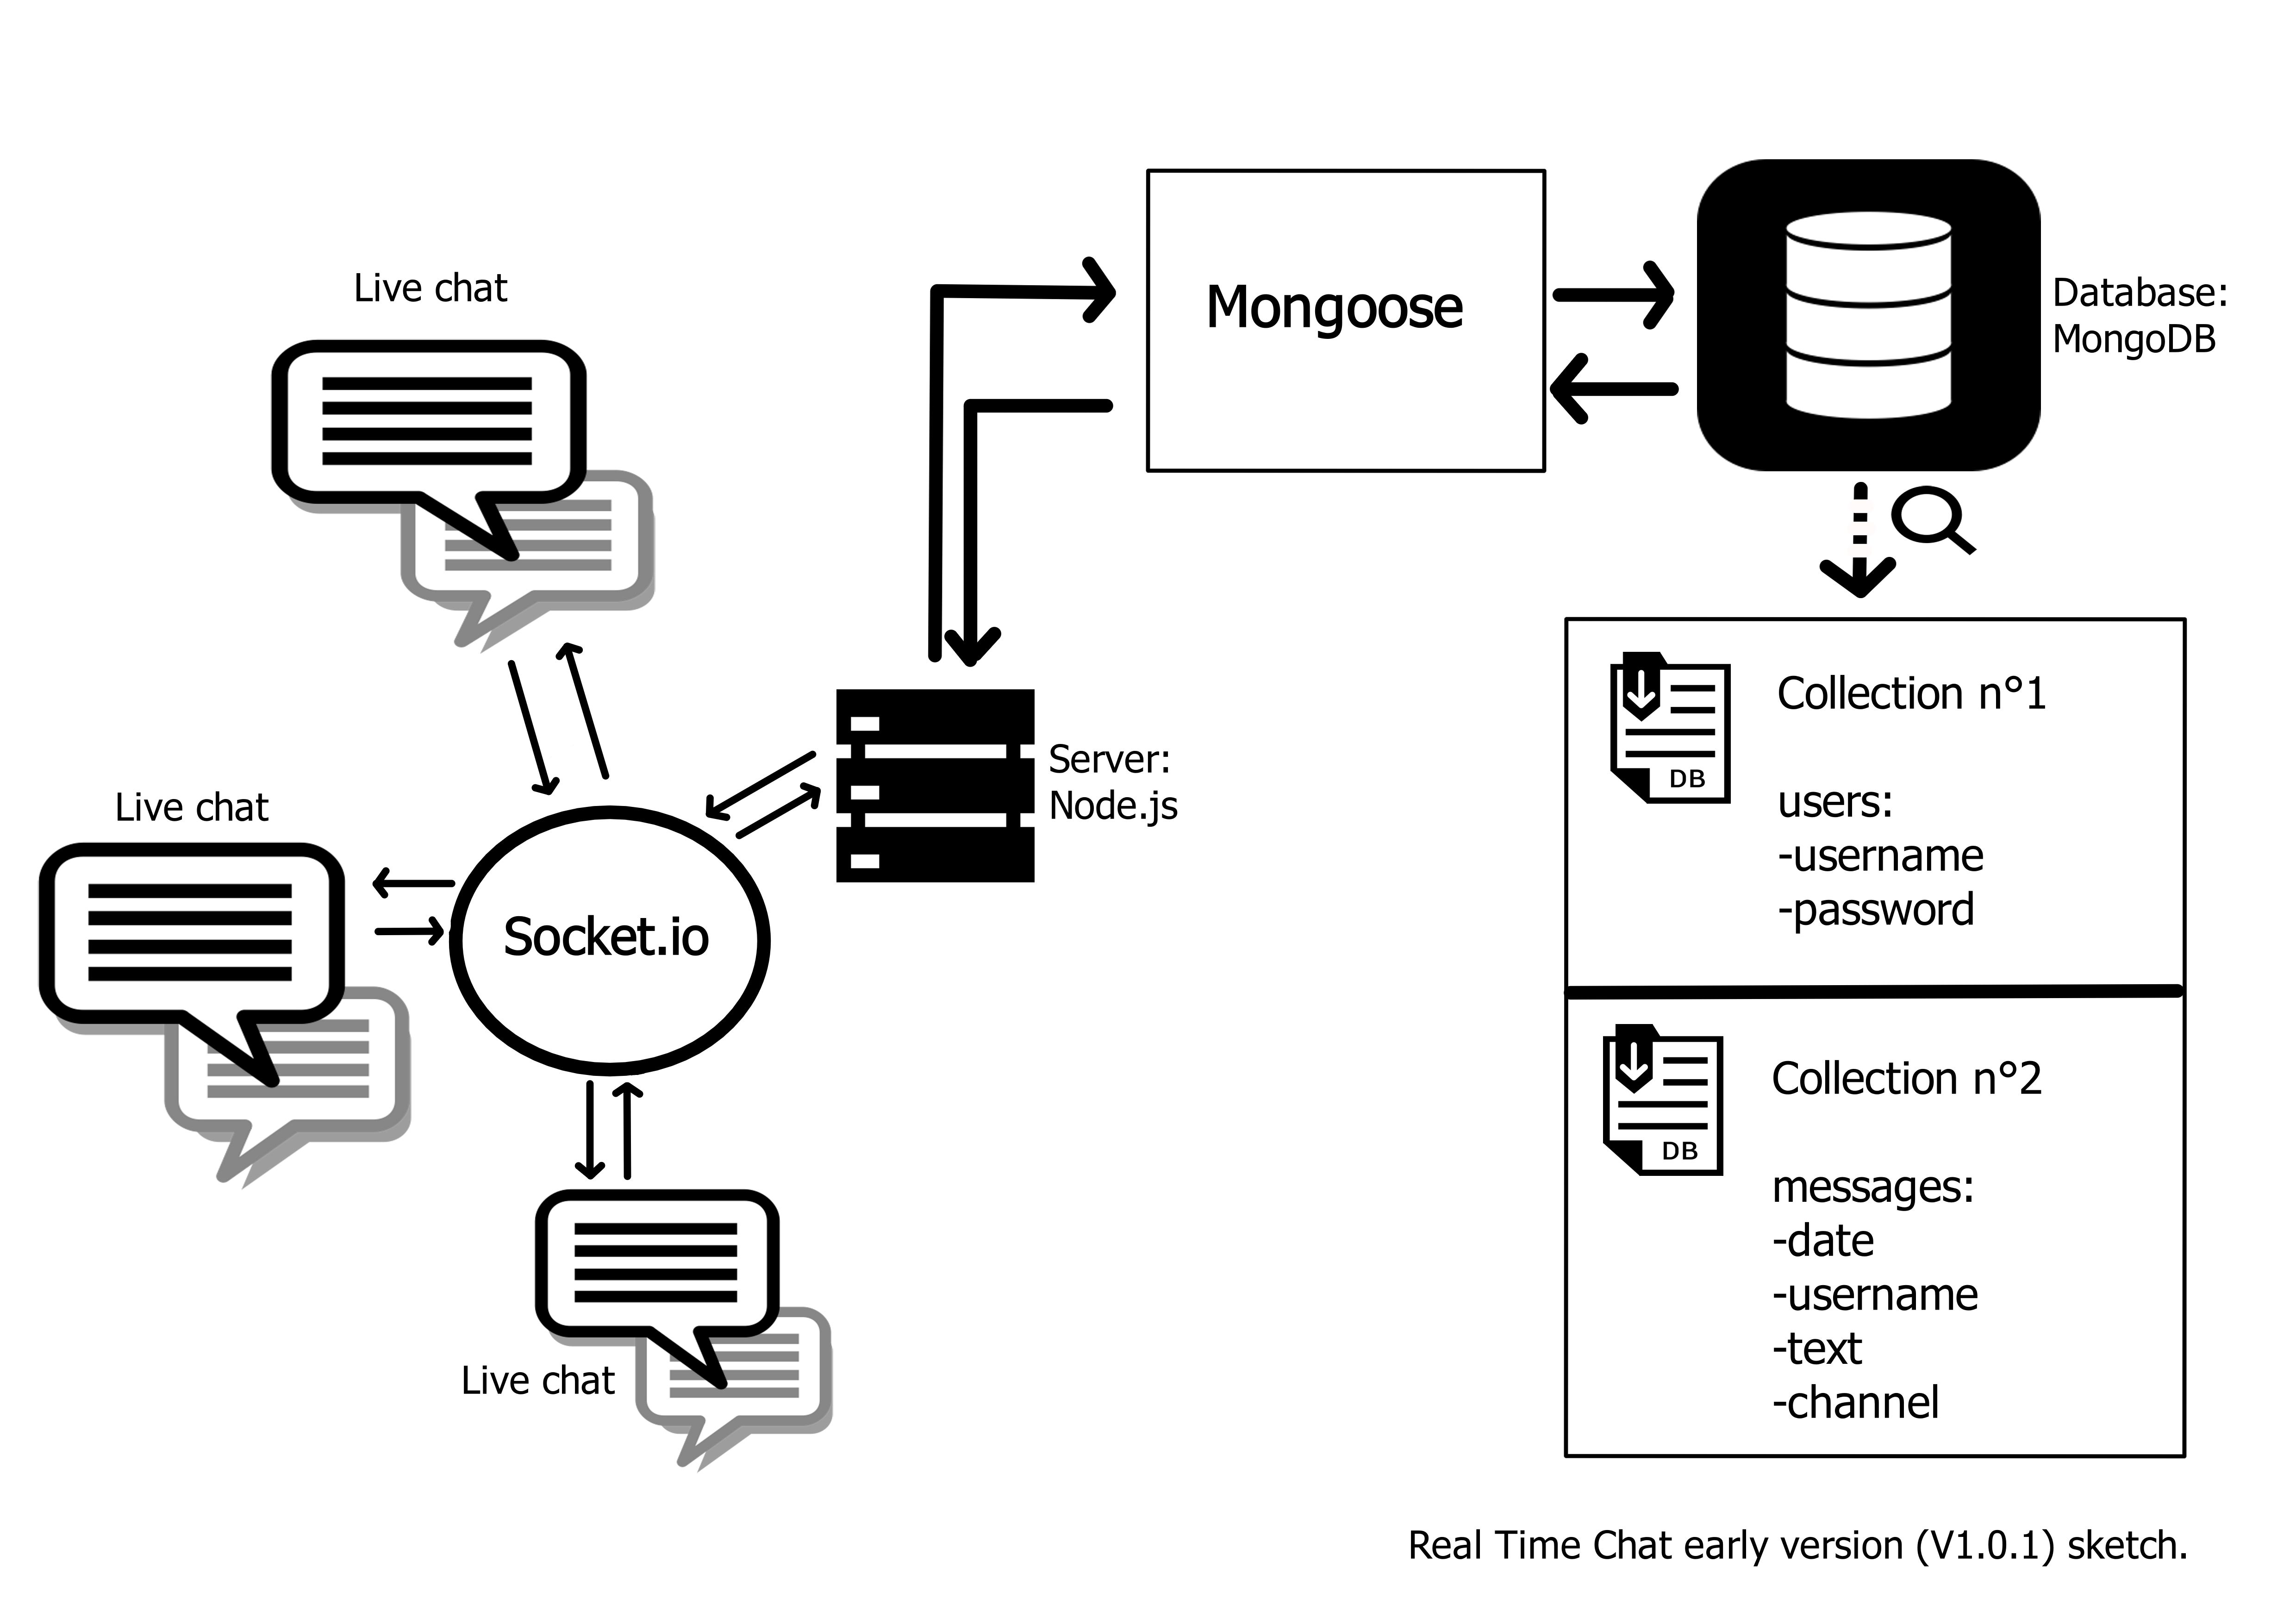 Live chat
Mongoose
Database:
MongoDB
Live chat
Server:
Node.js
Socket.io
Live chat
DB
Collection n°1
users:
-username
-password
DB
Collection n°2
messages:
-date
-username
-text
-channel
Real Time Chat early version (V1.0.1) sketch.